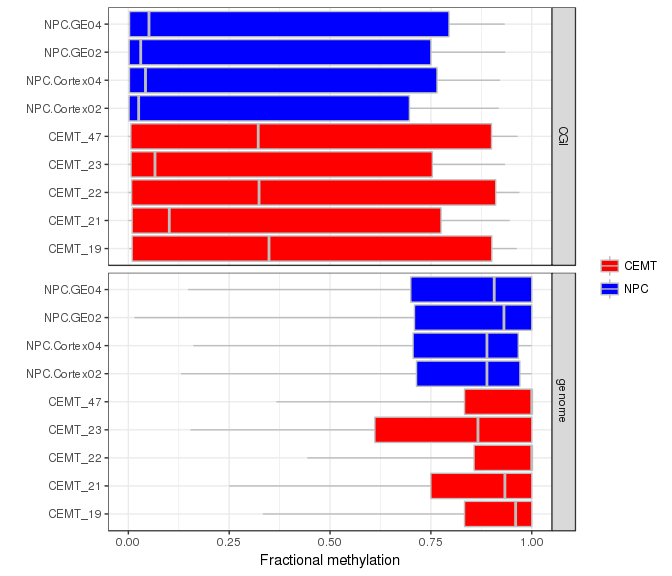 NPC.GE04
NPC.GE02
NPC.Cortex04
NPC.Cortex02
CEMT_47
CEMT_23
CEMT_22
CEMT_21
CEMT_19
CGI
NPC.GE04
NPC.GE02
NPC.Cortex04
NPC.Cortex02
CEMT_47
CEMT_23
CEMT_22
CEMT_21
CEMT_19
genome
0.00 0.25 0.50 0.75 1.00
Fractional methylation
CEMT
NPC